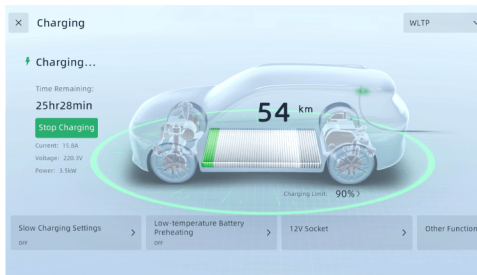 Charging
WLTP
Charging...
Time Remaining:
25hr28min
Stop Charging
Current: 15.8A
Voltage: 220.3V
Power: 3.5kW
54 km
Charging Limit: 90%
Slow Charging Settings
OFF
Low-temperature Battery
Preheating
OFF
12V Socket
Other Function